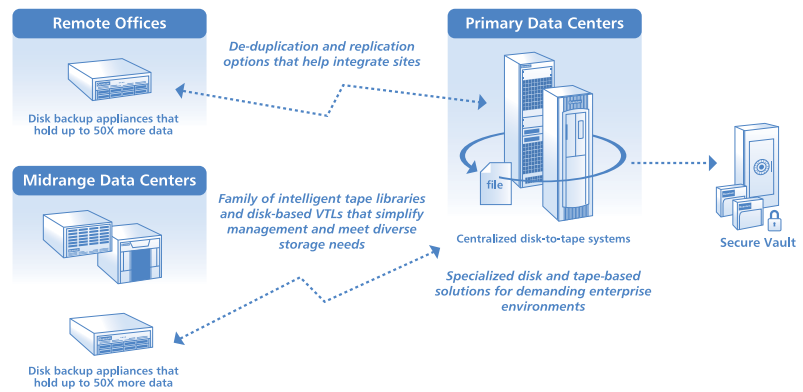 Remote Offices
De-duplication and replication
options that help integrate sites
Disk backup appliances that
hold up to 50X more data
Primary Data Centers
file
Centralized disk-to-tape systems
Secure Vault
Midrange Data Centers
Family of intelligent tape libraries
and disk-based VTLs that simplify
management and meet diverse
storage needs
Specialized disk and tape-based
solutions for demanding enterprise
environments
Disk backup appliances that
hold up to 50X more data